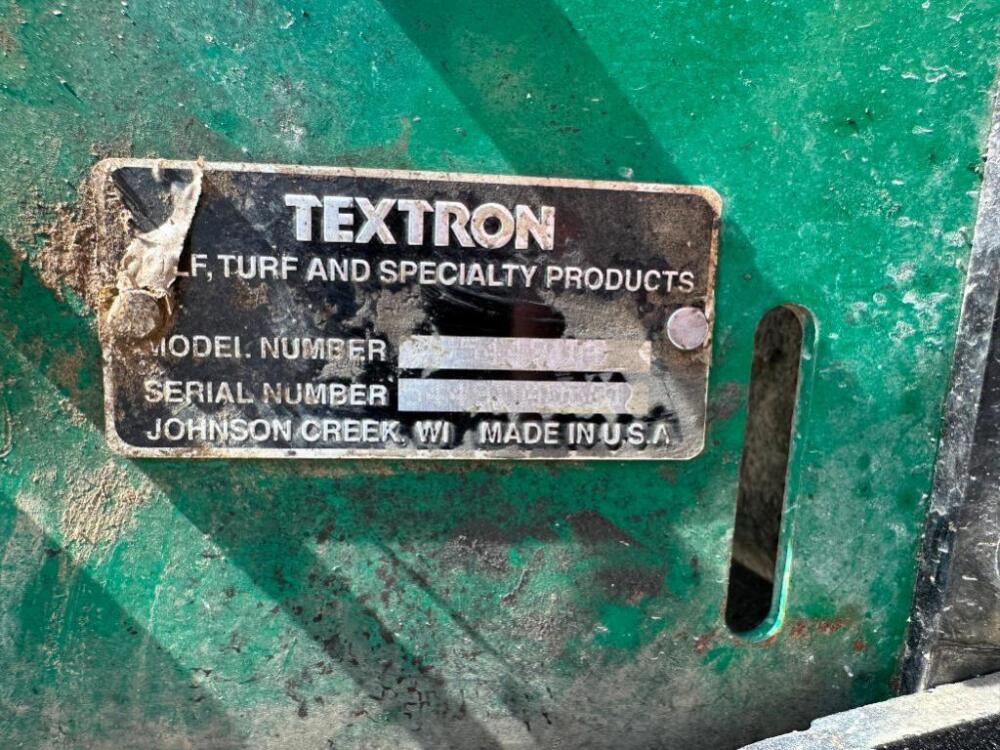 TEXTRON
LF, TURF AND SPECIALTY PRODUCTS
MODEL NUMBER
SERIAL NUMBER
JOHNSON CREEK, WI MADE IN U.S.A